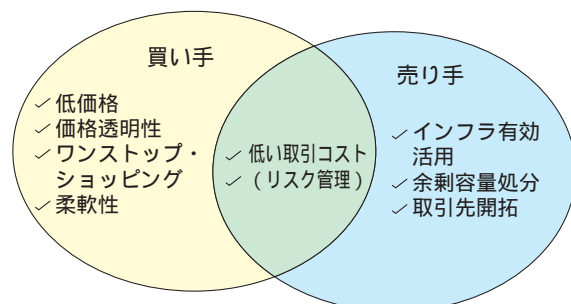 買い手
✓ 低価格
✓ 価格透明性
✓ ワンストップ・
ショッピング
✓ 柔軟性
✓ 低い取引コスト
✓ (リスク管理)
売り手
✓ インフラ有効
活用
✓ 余剰容量処分
✓ 取引先開拓